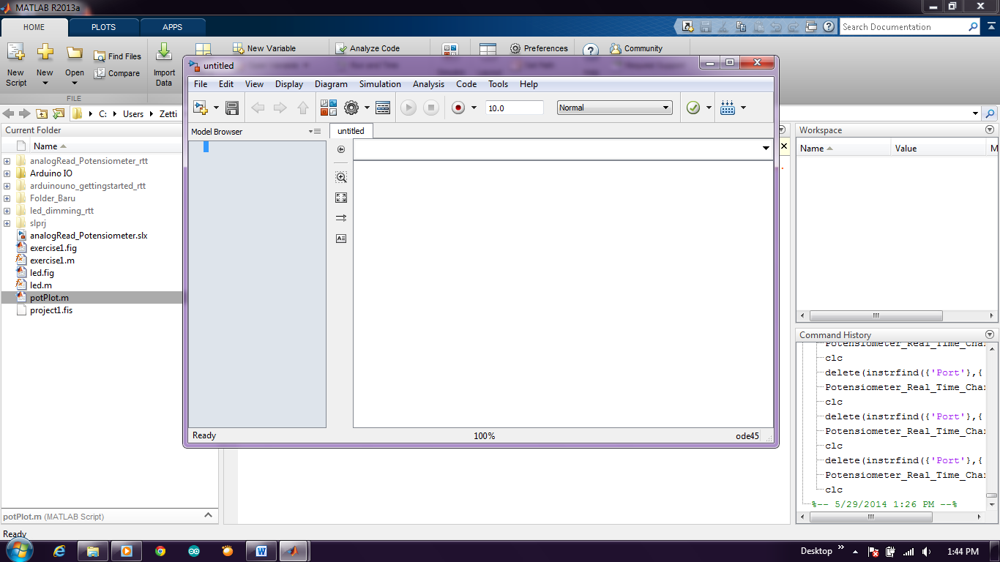 MATLAB R2013a
HOME PLOTS APPS
Search Documentation
New Script
New
Open
Find Files
Compare
Import Data
New Variable
Analyze Code
Preferences
Community
FILE
C: Users Zetti
Current Folder
Name
analogRead_Potensiometer_rtt
Arduino IO
arduinouno_gettingstarted_rtt
Folder_Baru
led_dimming_rtt
slprj
analogRead_Potensiometer.slx
exercise1.fig
exercise1.m
led.fig
led.m
potPlot.m
project1.fis
potPlot.m (MATLAB Script)
Ready
untitled
File Edit View Display Diagram Simulation Analysis Code Tools Help
10.0 Normal
Model Browser
untitled
Ready 100% ode45
Workspace
Name Value M
Command History
Potensiometer_Real_Time_Cha
clc
delete(instrfind({'Port'},{
Potensiometer_Real_Time_Cha
clc
delete(instrfind({'Port'},{
Potensiometer_Real_Time_Cha
clc
delete(instrfind({'Port'},{
Potensiometer_Real_Time_Cha
clc
%-- 5/29/2014 1:26 PM --%
Desktop 1:44 PM